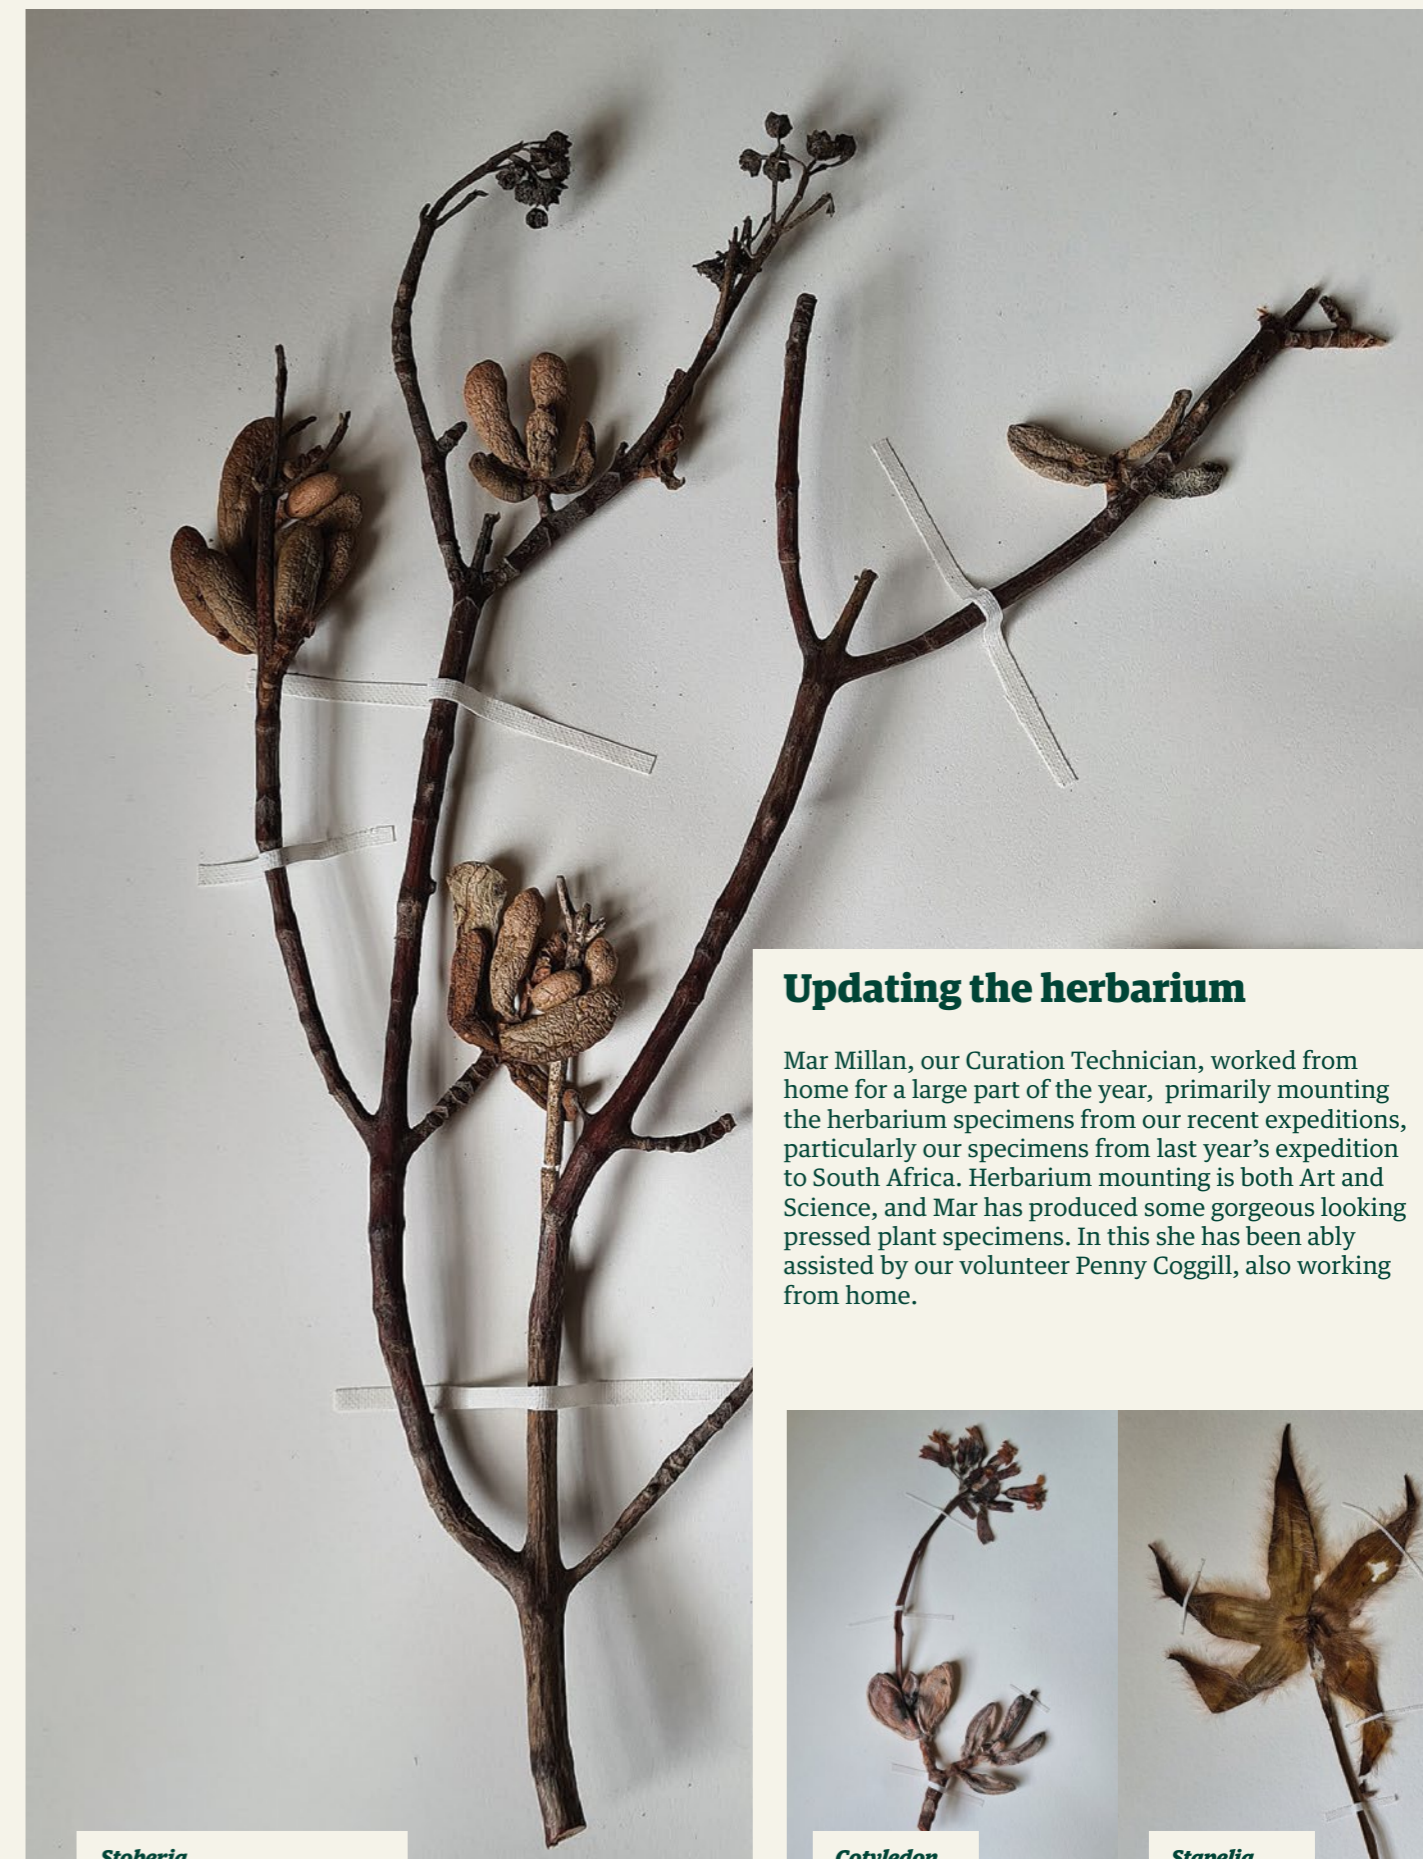 Updating the herbarium
Mar Millan, our Curation Technician, worked from
home for a large part of the year,  primarily mounting
the herbarium specimens from our recent expeditions,
particularly our specimens from last year’s expedition
to South Africa. Herbarium mounting is both Art and
Science, and Mar has produced some gorgeous looking
pressed plant specimens. In this she has been ably
assisted by our volunteer Penny Coggill, also working
from home.
Stoberia
Cotyledon
Stapelia